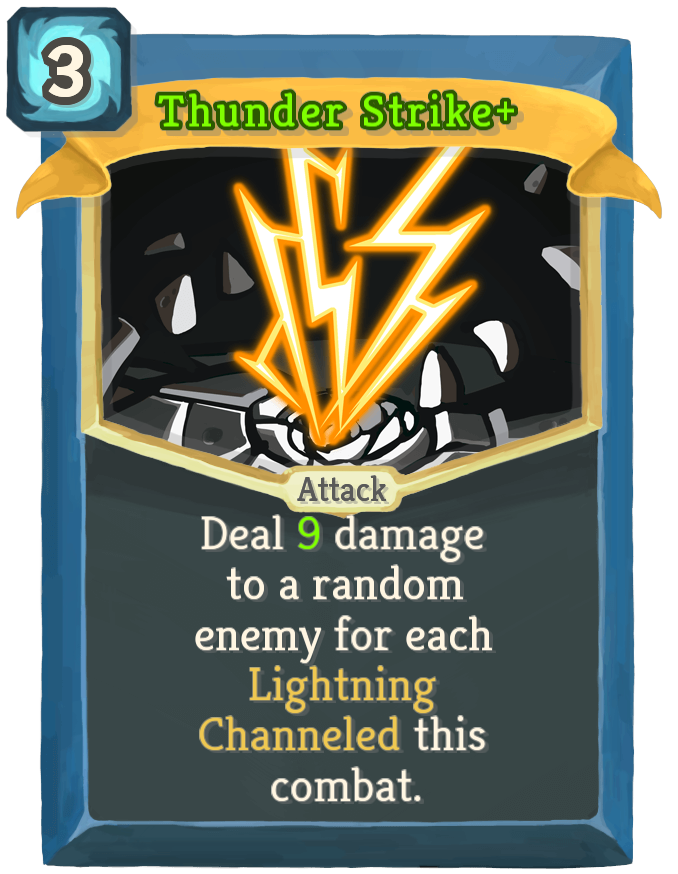 3
Thunder Strike+
Attack
Deal 9 damage
to a random
enemy for each
Lightning
Channeled this
combat.